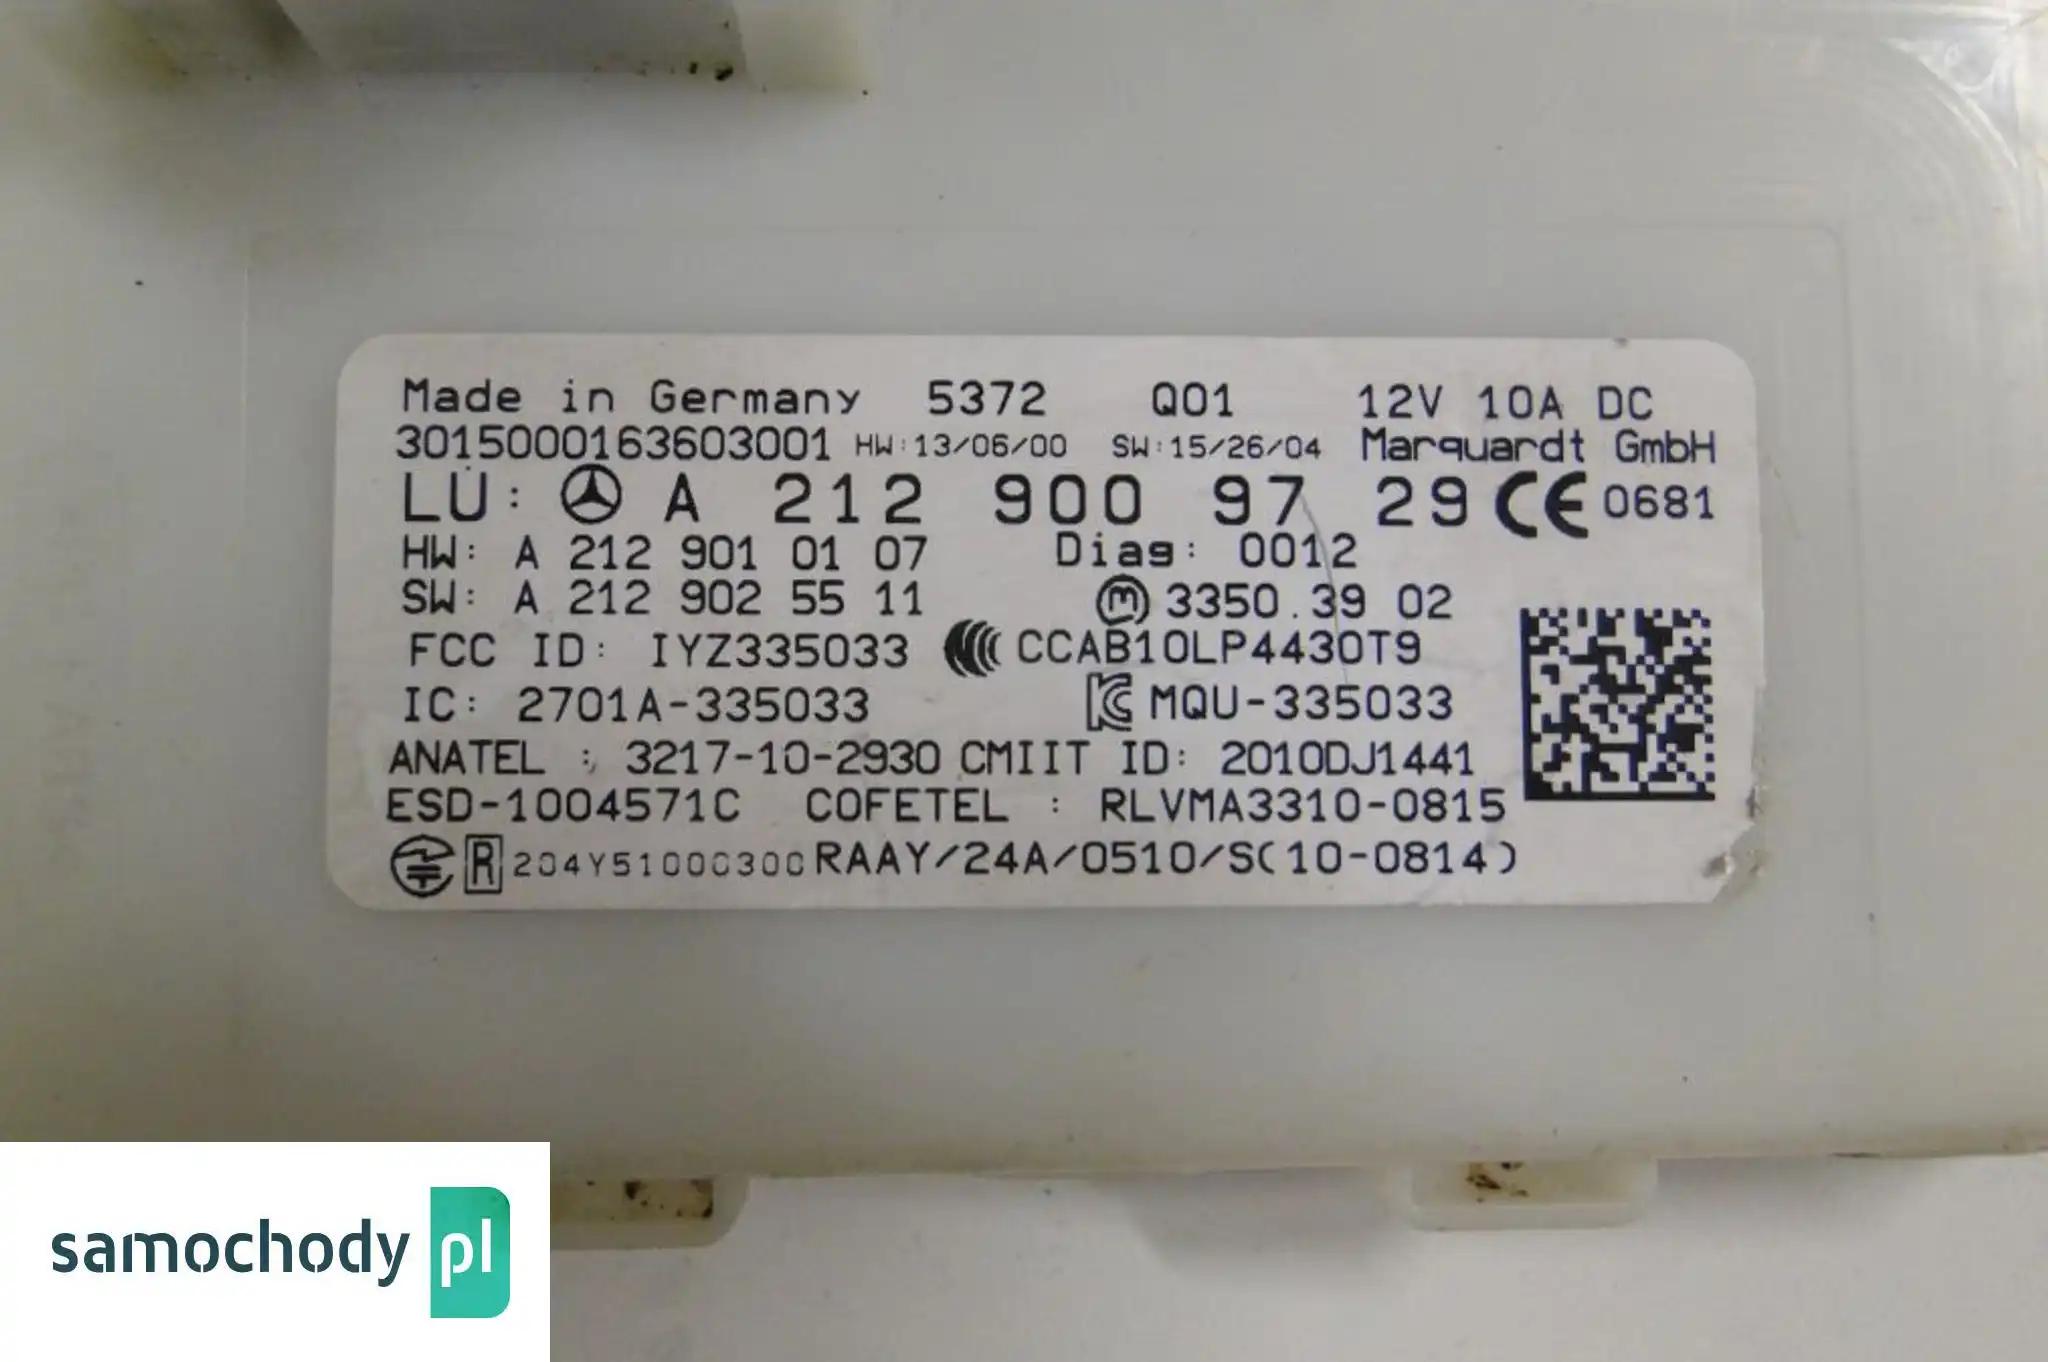 Made in Germany 5372 Q01 12V 10A DC
3015000163603001 HW:13/06/00 SW:15/26/04 Marquardt GmbH
LU: A 212 900 97 29 CE 0681
HW: A 212 901 01 07 Diag: 0012
SW: A 212 902 55 11 m 3350.39 02
FCC ID: IYZ335033 CCAB10LP4430T9
IC: 2701A-335033 MQU-335033
ANATEL : 3217-10-2930 CMIIT ID: 2010DJ1441
ESD-1004571C COFETEL : RLVMA3310-0815
R 204Y51000300 RAAY/24A/0510/S(10-0814)
samochody pl